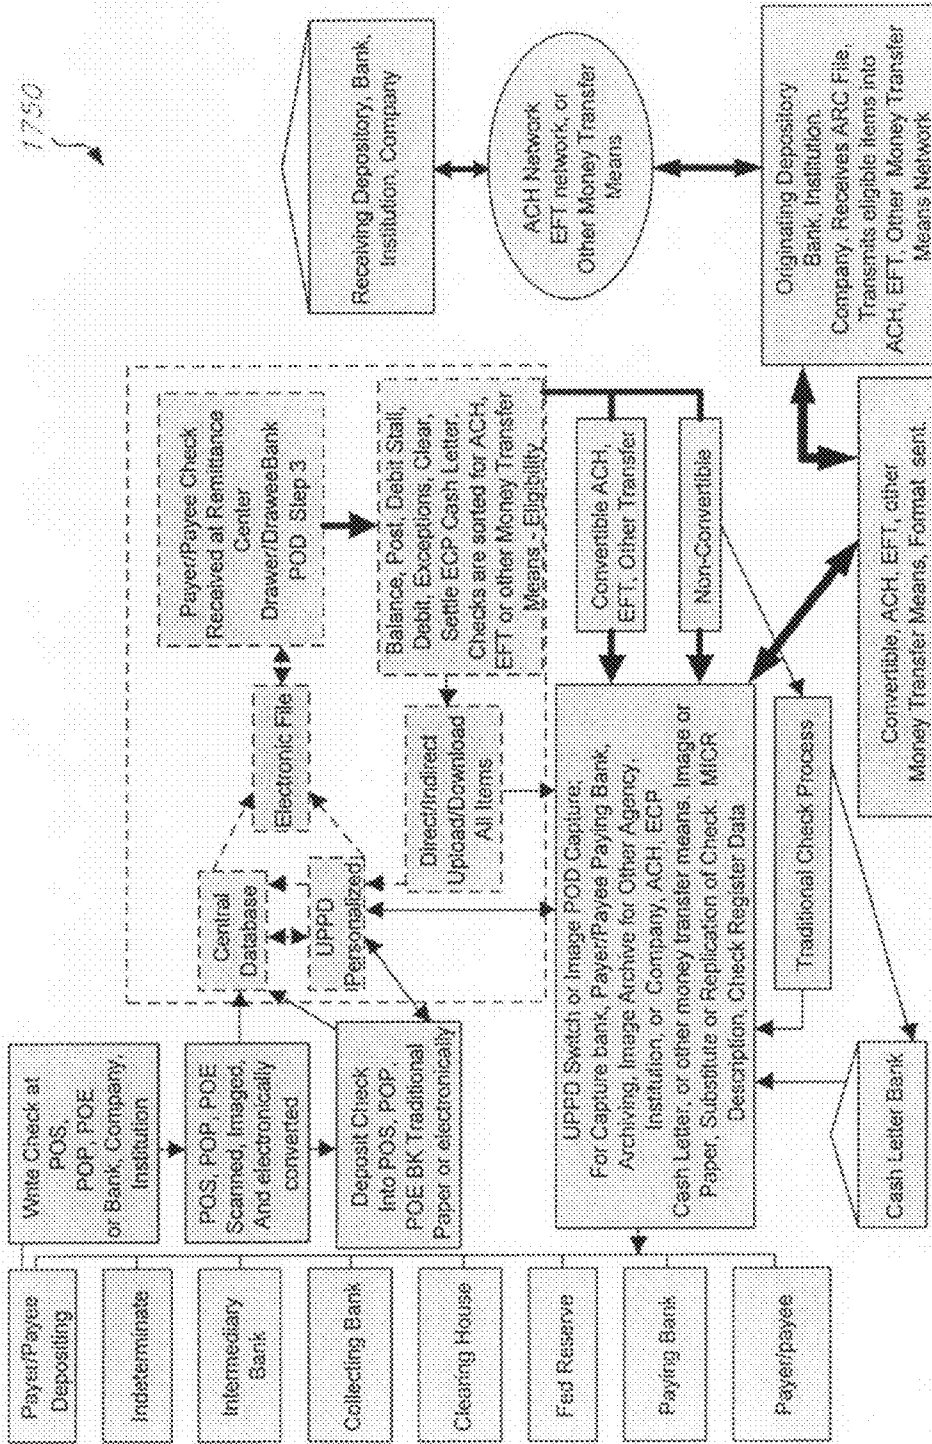 1750
Payer/Payee
Depositing
Indeterminate
Intermediary
Bank
Collecting Bank
Clearing House
Fed Reserve
Paying Bank
Payer/payee
Write Check at
POS,
POP, POE
or Bank, Company,
Institution
POS, POP, POE
Scanned, Imaged,
And electronically
converted
Deposit Check
Into POS, POP,
POE BK Traditional
Paper or electronically
Central
Database
UPPD
Personalized
Electronic File
Payer/Payee Check
Received at Remittance
Center
Drawer/DraweeBank
POD Step 3
Direct/Indirect
Upload/Download
All Items
Balance, Post, Debit Stall,
Debit. Exceptions, Clear,
Settle ECP Cash Letter.
Checks are sorted for ACH,
EFT or other Money Transfer
Means - Eligibility
UPPD Switch or Image POD Capture,
For Capture bank, Payer/Payee Paying Bank,
Archiving, Image Archive for Other Agency,
Institution, or Company, ACH, ECP
Cash Letter, or other money transfer means. Image or
Paper, Substitute or Replication of Check. MICR
Description, Check Register Data
Convertible ACH,
EFT, Other Transfer
Non-Convertible
Traditional Check Process
Cash Letter Bank
Receiving Depository, Bank,
Institution, Company
ACH Network
EFT network, or
Other Money Transfer
Means
Originating Depository
Bank. Institution.
Company. Receives ARC File.
Transmits eligible items into
ACH, EFT, Other Money Transfer
Means Network.
Convertible, ACH. EFT, other
Money Transfer Means, Format sent.